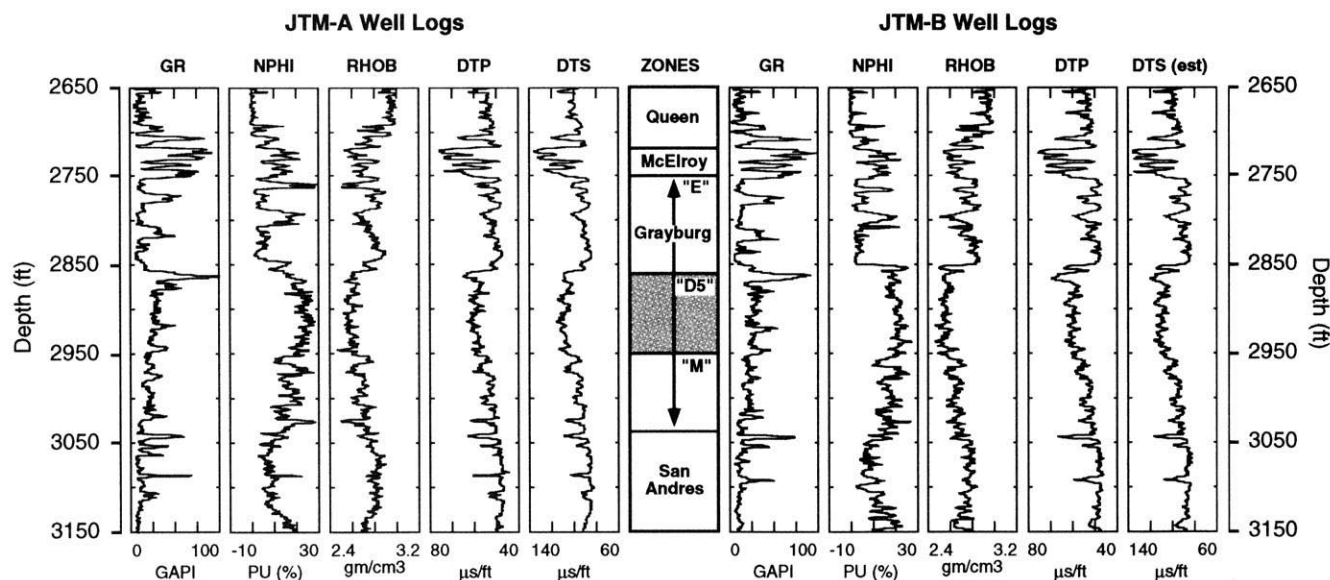 JTM-A Well Logs
JTM-B Well Logs
GR NPHI RHOB DTP DTS ZONES GR NPHI RHOB DTP DTS (est)
2650 2650
Queen
McElroy
2750 2750
"E"
Grayburg
2850 2850
"D5"
Depth (ft) Depth (ft)
2950 2950
"M"
3050 3050
San
Andres
3150 3150
0 100 -10 30 2.4 3.2 80 40 140 60 0 100 -10 30 2.4 3.2 80 40 140 60
GAPI PU (%) gm/cm3 µs/ft µs/ft GAPI PU (%) gm/cm3 µs/ft µs/ft